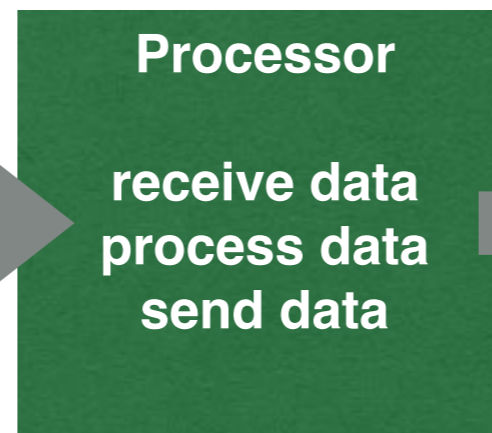 Processor
receive data
process data
send data